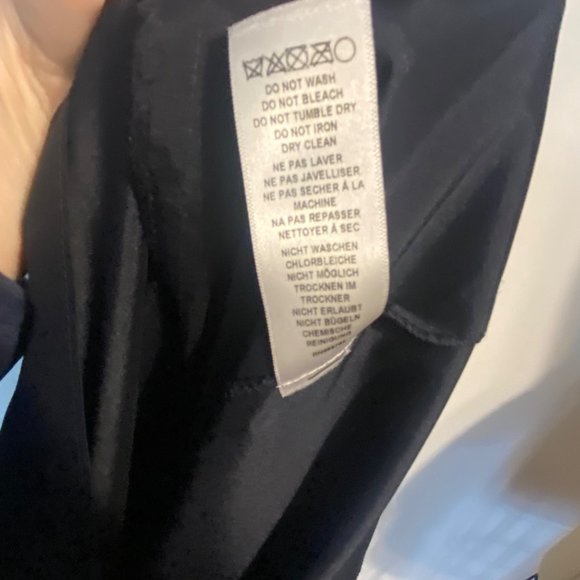 DO NOT WASH
DO NOT BLEACH
DO NOT TUMBLE DRY
DO NOT IRON
DRY CLEAN
NE PAS LAVER
NE PAS JAVELLISER
NE PAS SECHER À LA
MACHINE
NA PAS REPASSER
NETTOYER À SEC
NICHT WASCHEN
CHLORBLEICHE
NICHT MÖGLICH
TROCKNEN IM
TROCKNER
NICHT ERLAUBT
NICHT BÜGELN
CHEMISCHE
REINIGUNG